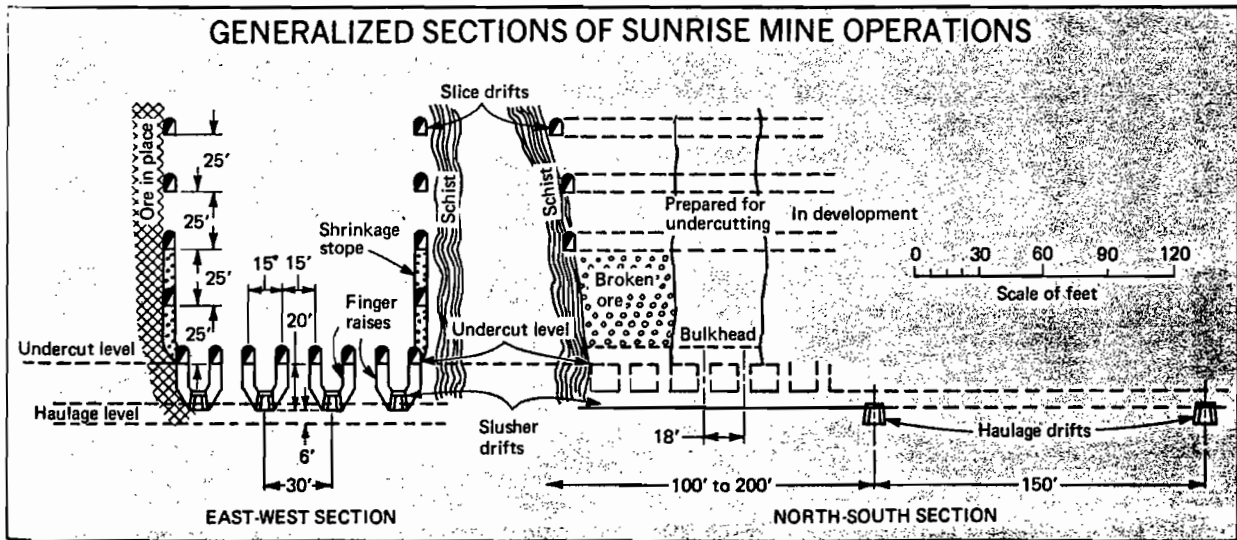 GENERALIZED SECTIONS OF SUNRISE MINE OPERATIONS
Slice drifts
Ore in place
25'
25'
25'
25'
Schist
Schist
Shrinkage
stope
15'
15'
20'
Finger
raises
Prepared for
undercutting
In development
0 30 60 90 120
Scale of feet
Broken
ore
Undercut level
Undercut level
Bulkhead
Haulage level
Slusher
drifts
18'
Haulage drifts
6'
30'
100' to 200'
150'
EAST-WEST SECTION
NORTH-SOUTH SECTION